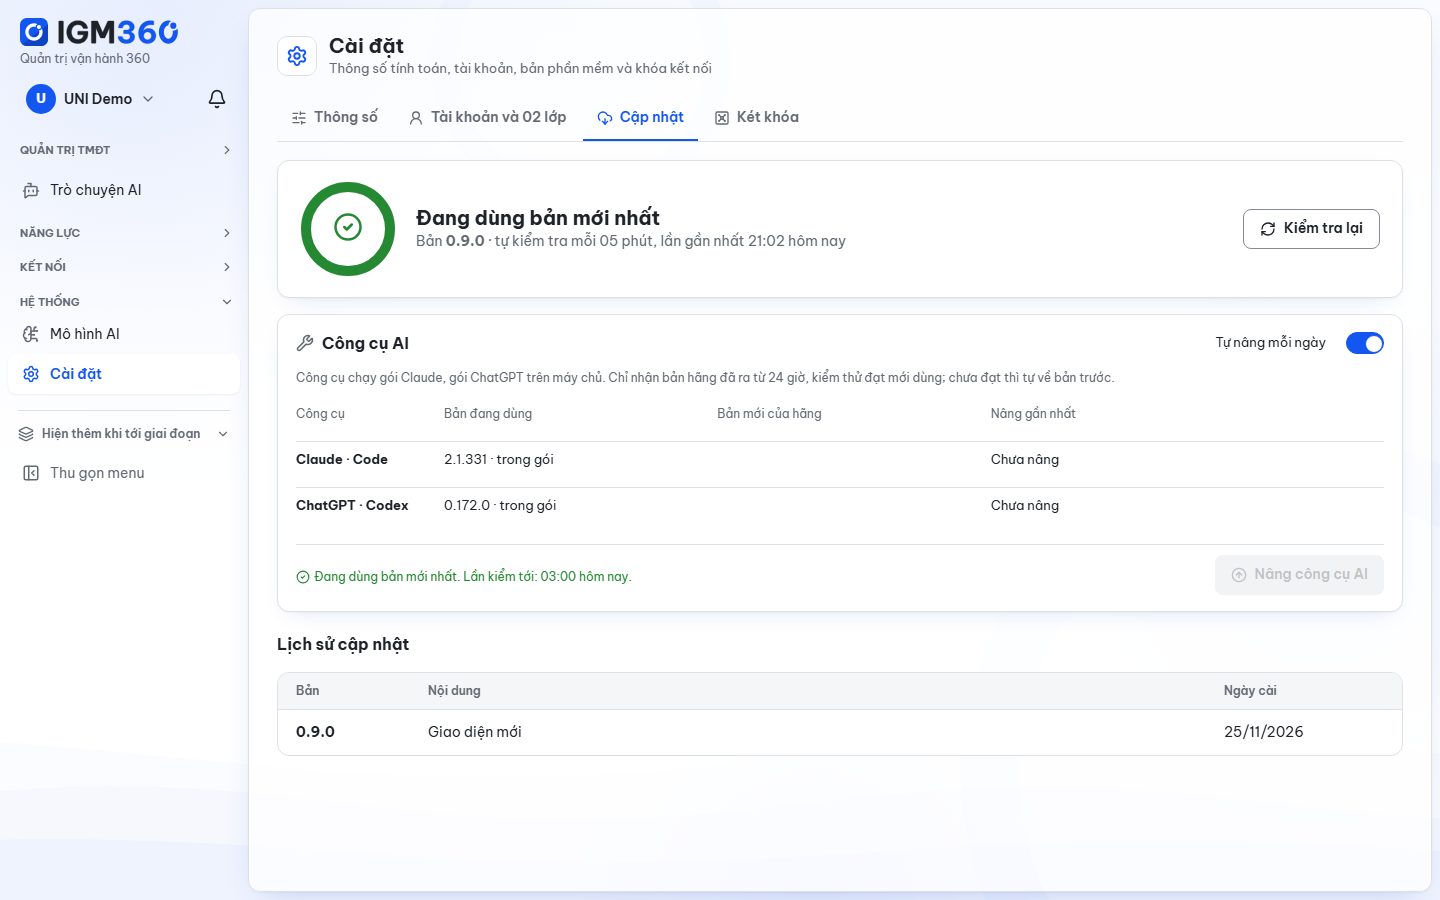 IGM360
Quản trị vận hành 360
U UNI Demo
QUẢN TRỊ TMĐT
Trò chuyện AI
NĂNG LỰC
KẾT NỐI
HỆ THỐNG
Mô hình AI
Cài đặt
Hiện thêm khi tới giai đoạn
Thu gọn menu
Cài đặt
Thông số tính toán, tài khoản, bản phần mềm và khóa kết nối
Thông số Tài khoản và 02 lớp Cập nhật Két khóa
Đang dùng bản mới nhất
Bản 0.9.0 · tự kiểm tra mỗi 05 phút, lần gần nhất 21:02 hôm nay
Kiểm tra lại
Công cụ AI
Tự nâng mỗi ngày
Công cụ chạy gói Claude, gói ChatGPT trên máy chủ. Chỉ nhận bản hãng đã ra từ 24 giờ, kiểm thử đạt mới dùng; chưa đạt thì tự về bản trước.
Công cụ Bản đang dùng Bản mới của hãng Nâng gần nhất
Claude · Code 2.1.331 · trong gói Chưa nâng
ChatGPT · Codex 0.172.0 · trong gói Chưa nâng
Đang dùng bản mới nhất. Lần kiểm tới: 03:00 hôm nay.
Nâng công cụ AI
Lịch sử cập nhật
Bản Nội dung Ngày cài
0.9.0 Giao diện mới 25/11/2026